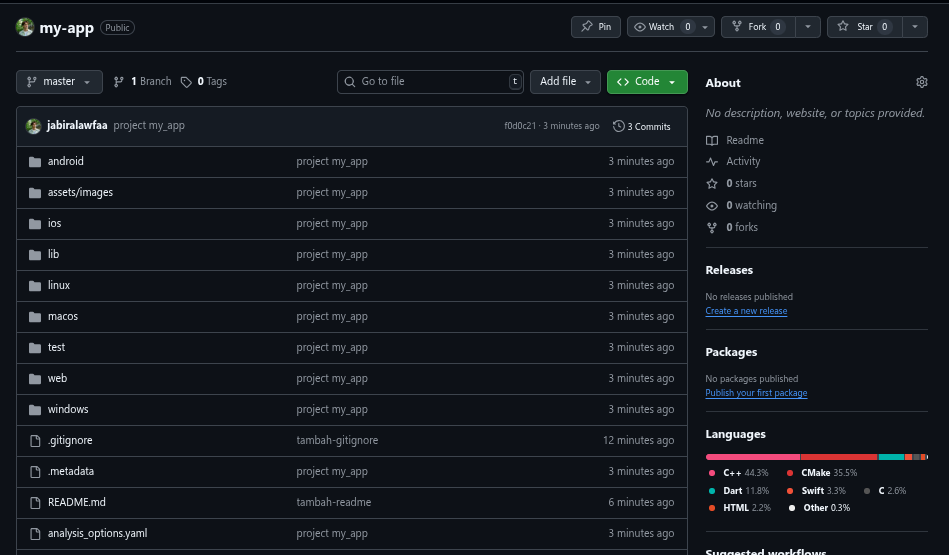 my-app Public Pin Watch 0 Fork 0 Star 0
master 1 Branch 0 Tags Go to file t Add file Code
jabiralawfaa project my_app f0d0c21 · 3 minutes ago 3 Commits
android project my_app 3 minutes ago
assets/images project my_app 3 minutes ago
ios project my_app 3 minutes ago
lib project my_app 3 minutes ago
linux project my_app 3 minutes ago
macos project my_app 3 minutes ago
test project my_app 3 minutes ago
web project my_app 3 minutes ago
windows project my_app 3 minutes ago
.gitignore tambah-gitignore 12 minutes ago
.metadata project my_app 3 minutes ago
README.md tambah-readme 6 minutes ago
analysis_options.yaml project my_app 3 minutes ago
About
No description, website, or topics provided.
Readme
Activity
0 stars
0 watching
0 forks
Releases
No releases published
Create a new release
Packages
No packages published
Publish your first package
Languages
C++ 44.3% CMake 35.5%
Dart 11.8% Swift 3.3% C 2.6%
HTML 2.2% Other 0.3%
Suggested workflows